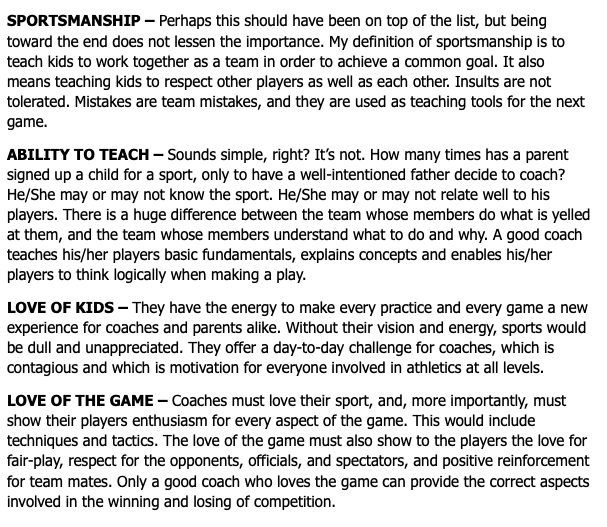 SPORTSMANSHIP – Perhaps this should have been on top of the list, but being
toward the end does not lessen the importance. My definition of sportsmanship is to
teach kids to work together as a team in order to achieve a common goal. It also
means teaching kids to respect other players as well as each other. Insults are not
tolerated. Mistakes are team mistakes, and they are used as teaching tools for the next
game.
ABILITY TO TEACH – Sounds simple, right? It's not. How many times has a parent
signed up a child for a sport, only to have a well-intentioned father decide to coach?
He/She may or may not know the sport. He/She may or may not relate well to his
players. There is a huge difference between the team whose members do what is yelled
at them, and the team whose members understand what to do and why. A good coach
teaches his/her players basic fundamentals, explains concepts and enables his/her
players to think logically when making a play.
LOVE OF KIDS – They have the energy to make every practice and every game a new
experience for coaches and parents alike. Without their vision and energy, sports would
be dull and unappreciated. They offer a day-to-day challenge for coaches, which is
contagious and which is motivation for everyone involved in athletics at all levels.
LOVE OF THE GAME – Coaches must love their sport, and, more importantly, must
show their players enthusiasm for every aspect of the game. This would include
techniques and tactics. The love of the game must also show to the players the love for
fair-play, respect for the opponents, officials, and spectators, and positive reinforcement
for team mates. Only a good coach who loves the game can provide the correct aspects
involved in the winning and losing of competition.